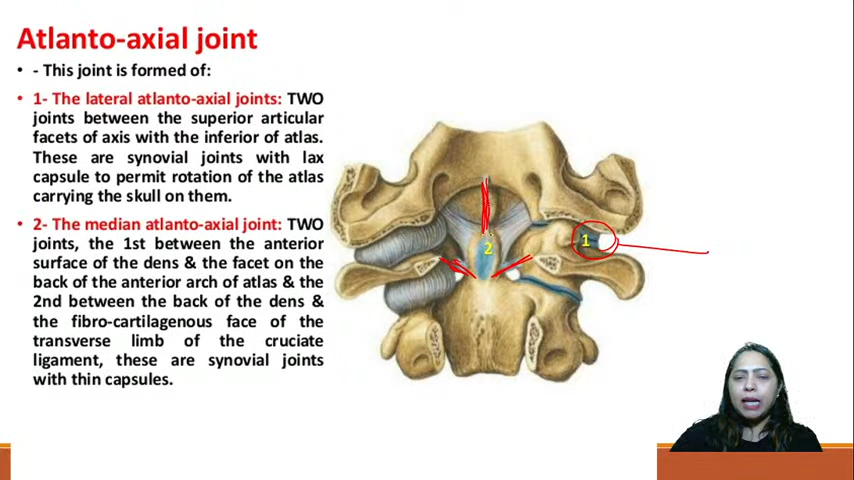 Atlanto-axial joint
• - This joint is formed of:
• 1- The lateral atlanto-axial joints: TWO
joints between the superior articular
facets of axis with the inferior of atlas.
These are synovial joints with lax
capsule to permit rotation of the atlas
carrying the skull on them.
• 2- The median atlanto-axial joint: TWO
joints, the 1st between the anterior
surface of the dens & the facet on the
back of the anterior arch of atlas & the
2nd between the back of the dens &
the fibro-cartilagenous face of the
transverse limb of the cruciate
ligament, these are synovial joints
with thin capsules.
1
2